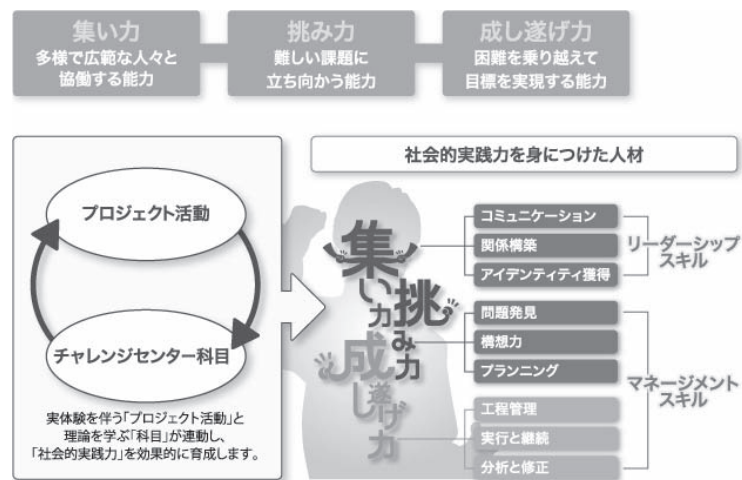 集い力
多様で広範な人々と
協働する能力
挑み力
難しい課題に
立ち向かう能力
成し遂げ力
困難を乗り越えて
目標を実現する能力
プロジェクト活動
チャレンジセンター科目
実体験を伴う「プロジェクト活動」と
理論を学ぶ「科目」が連動し、
「社会的実践力」を効果的に育成します。
社会的実践力を身につけた人材
集い力
挑み力
成し遂げ力
コミュニケーション
関係構築
アイデンティティ獲得
リーダーシップ
スキル
問題発見
構想力
プランニング
工程管理
実行と継続
分析と修正
マネージメント
スキル